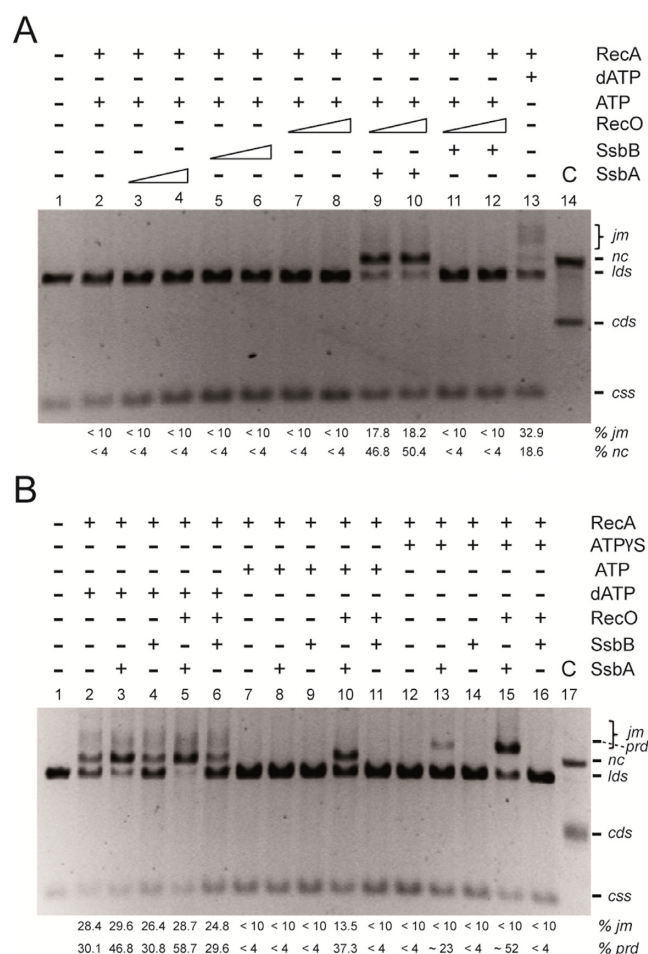 A
– + + + + + + + + + + + + RecA
– – – – – – – – – – – – + dATP
– + + + + + + + + + + + – ATP
– – – – – – – RecO
– – – – – – – – + + – SsbB
– – – – – – + + – – – C SsbA
1 2 3 4 5 6 7 8 9 10 11 12 13 14
jm
nc
lds
cds
css
< 10 < 10 < 10 < 10 < 10 < 10 < 10 17.8 18.2 < 10 < 10 32.9 % jm
< 4 < 4 < 4 < 4 < 4 < 4 < 4 46.8 50.4 < 4 < 4 18.6 % nc
B
– + + + + + + + + + + + + + + + RecA
– – – – – – – – – – – + + + + + ATPγS
– – – – – – + + + + + – – – – – ATP
– + + + + + – – – – – – – – – – dATP
– – – – + + – – – + + – – – + + RecO
– – – + – + – – + – + – – + – + SsbB
– – + – + – – + – + – – + – + – C SsbA
1 2 3 4 5 6 7 8 9 10 11 12 13 14 15 16 17
jm
prd
nc
lds
cds
css
28.4 29.6 26.4 28.7 24.8 < 10 < 10 < 10 13.5 < 10 < 10 < 10 < 10 < 10 < 10 % jm
30.1 46.8 30.8 58.7 29.6 < 4 < 4 < 4 37.3 < 4 < 4 ~ 23 < 4 ~ 52 < 4 % prd